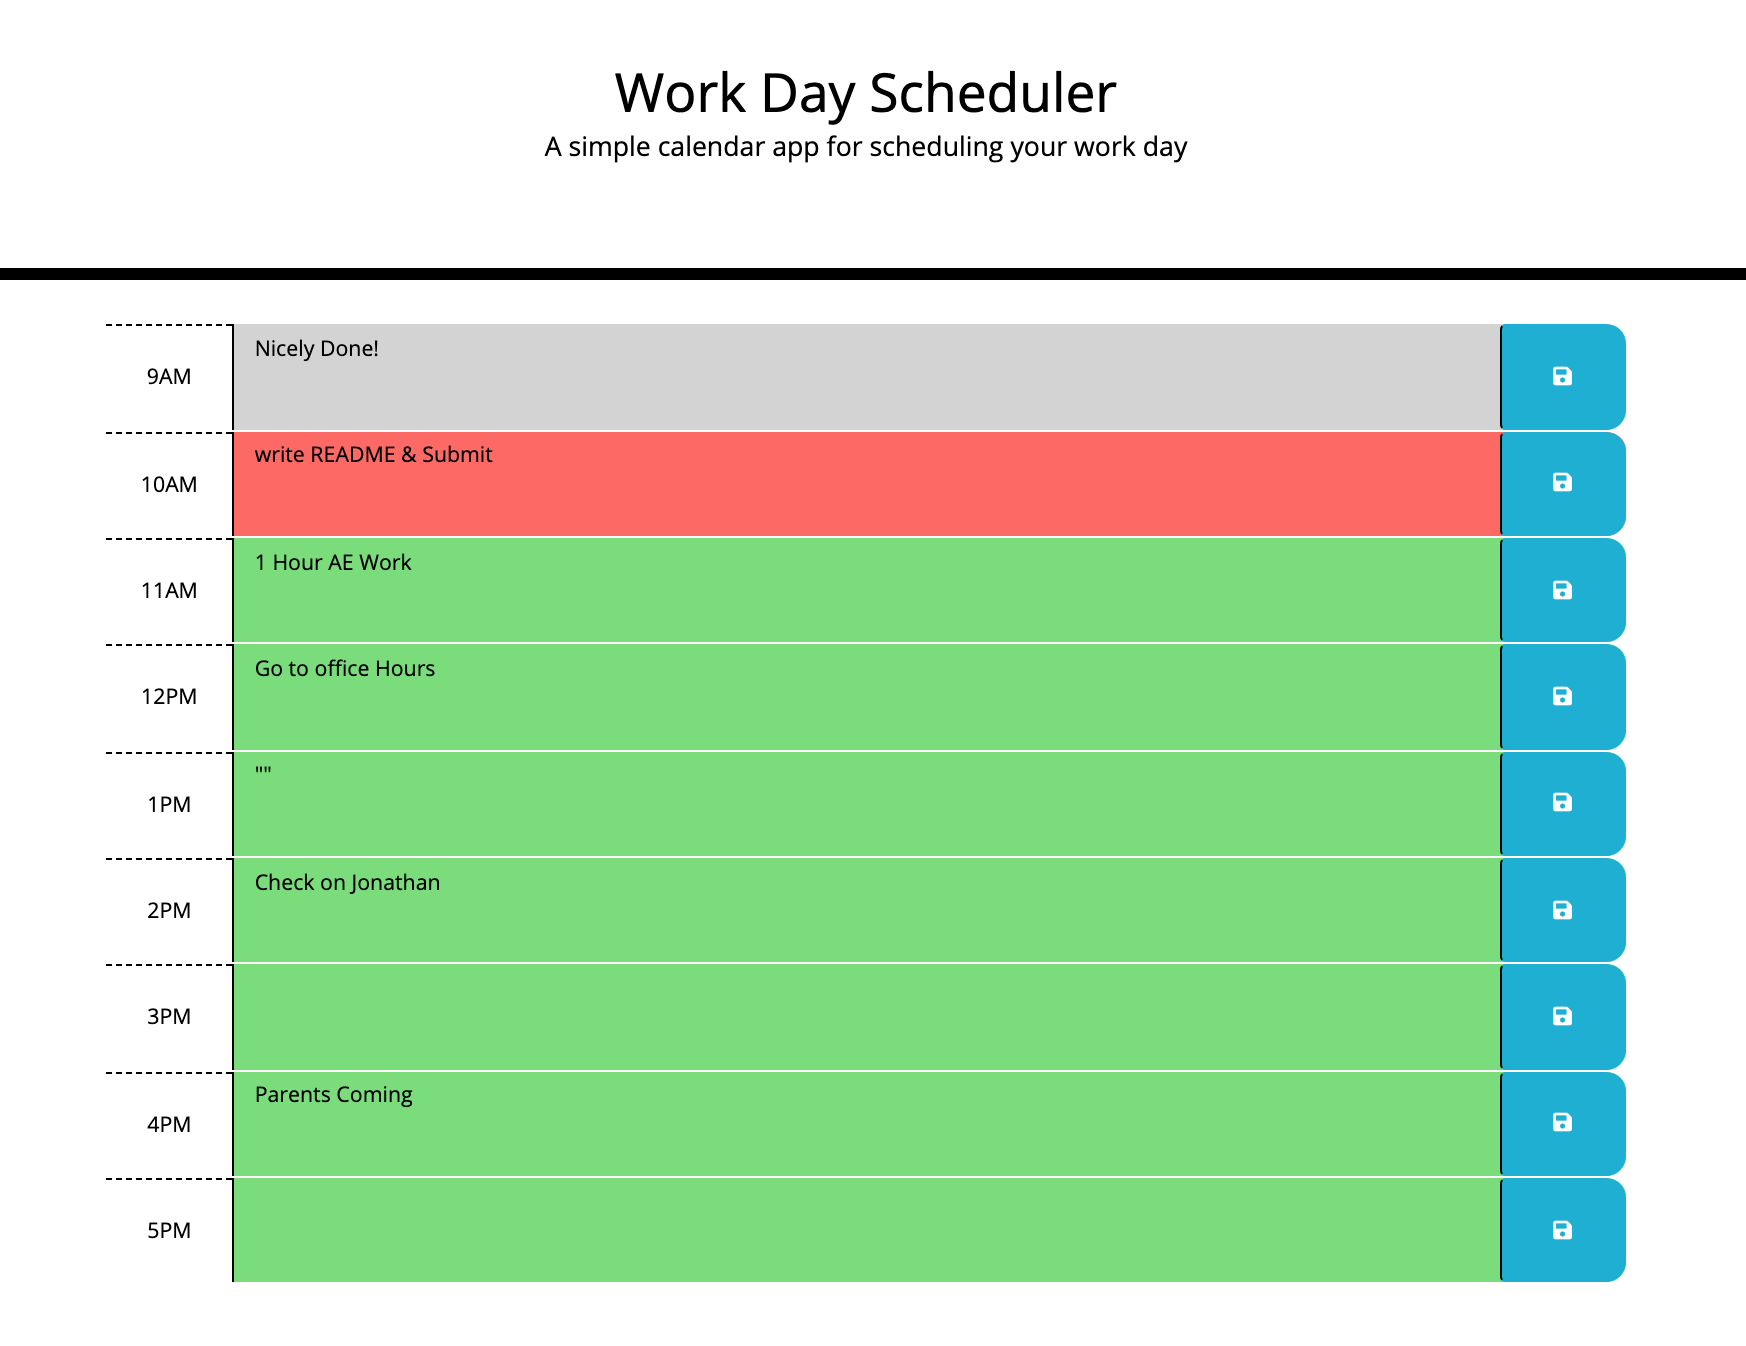 Work Day Scheduler
A simple calendar app for scheduling your work day
9AM
Nicely Done!
10AM
write README & Submit
11AM
1 Hour AE Work
12PM
Go to office Hours
1PM
""
2PM
Check on Jonathan
3PM
4PM
Parents Coming
5PM